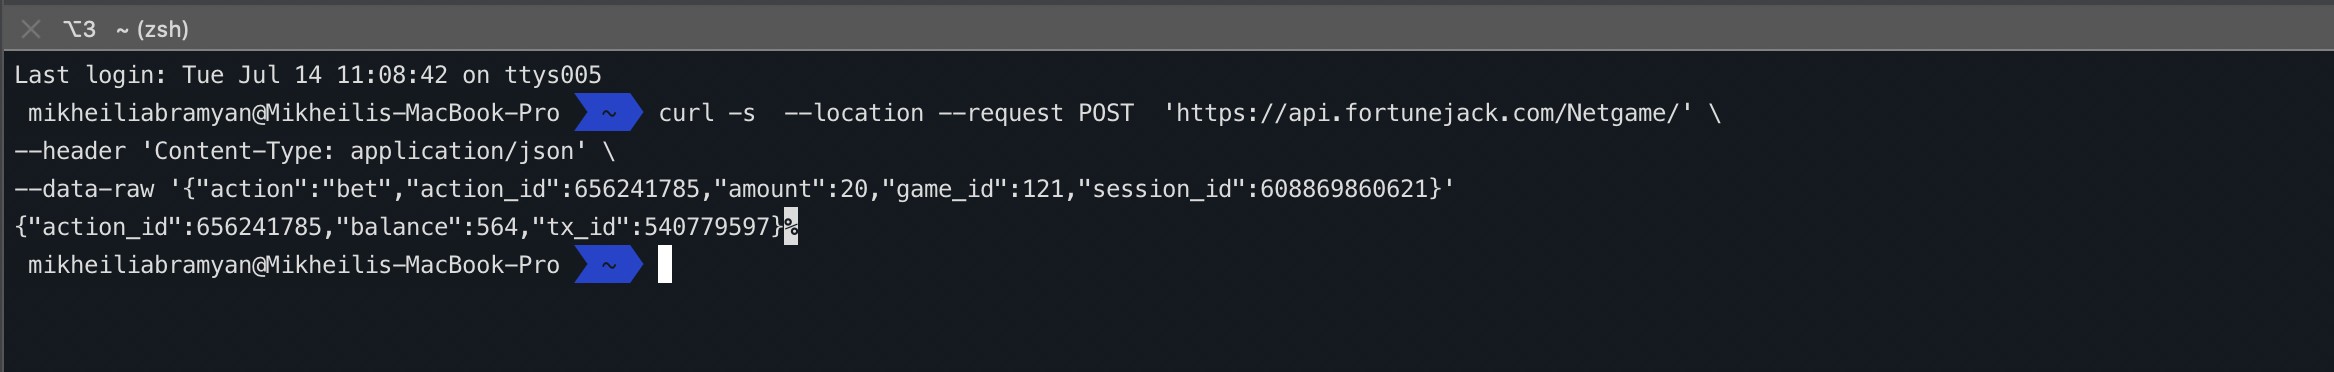 ⌥3 ~ (zsh)
Last login: Tue Jul 14 11:08:42 on ttys005
mikheiliabramyan@Mikheilis-MacBook-Pro ~ curl -s  --location --request POST  'https://api.fortunejack.com/Netgame/' \
--header 'Content-Type: application/json' \
--data-raw '{"action":"bet","action_id":656241785,"amount":20,"game_id":121,"session_id":608869860621}'
{"action_id":656241785,"balance":564,"tx_id":540779597}%
mikheiliabramyan@Mikheilis-MacBook-Pro ~